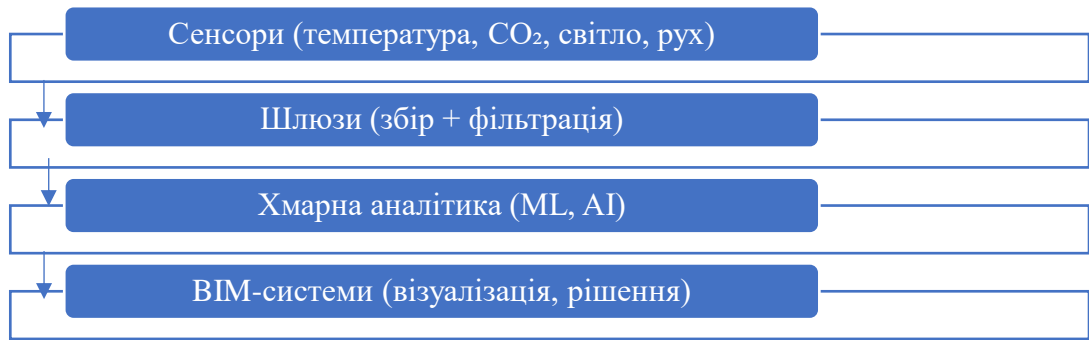 Сенсори (температура, CO₂, світло, рух)
Шлюзи (збір + фільтрація)
Хмарна аналітика (ML, AI)
BIM-системи (візуалізація, рішення)